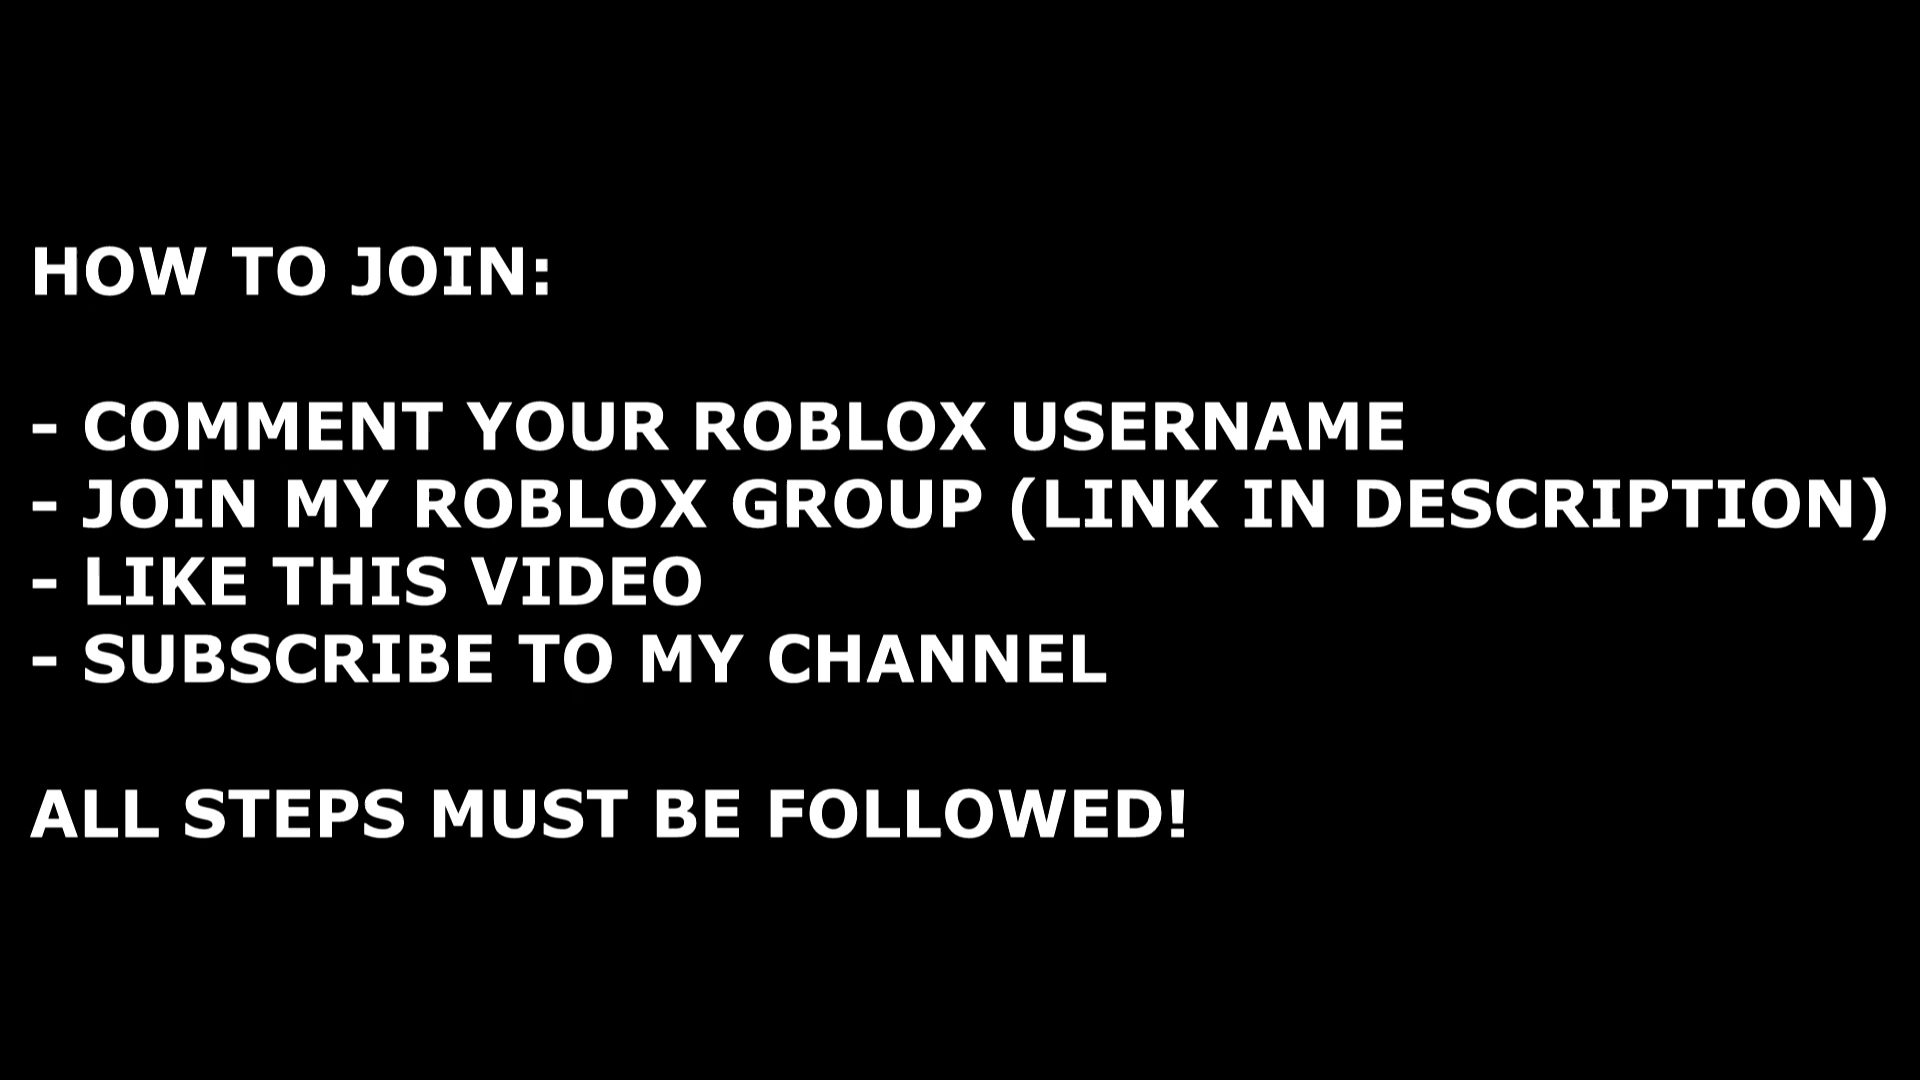 HOW TO JOIN:
- COMMENT YOUR ROBLOX USERNAME
- JOIN MY ROBLOX GROUP (LINK IN DESCRIPTION)
- LIKE THIS VIDEO
- SUBSCRIBE TO MY CHANNEL
ALL STEPS MUST BE FOLLOWED!